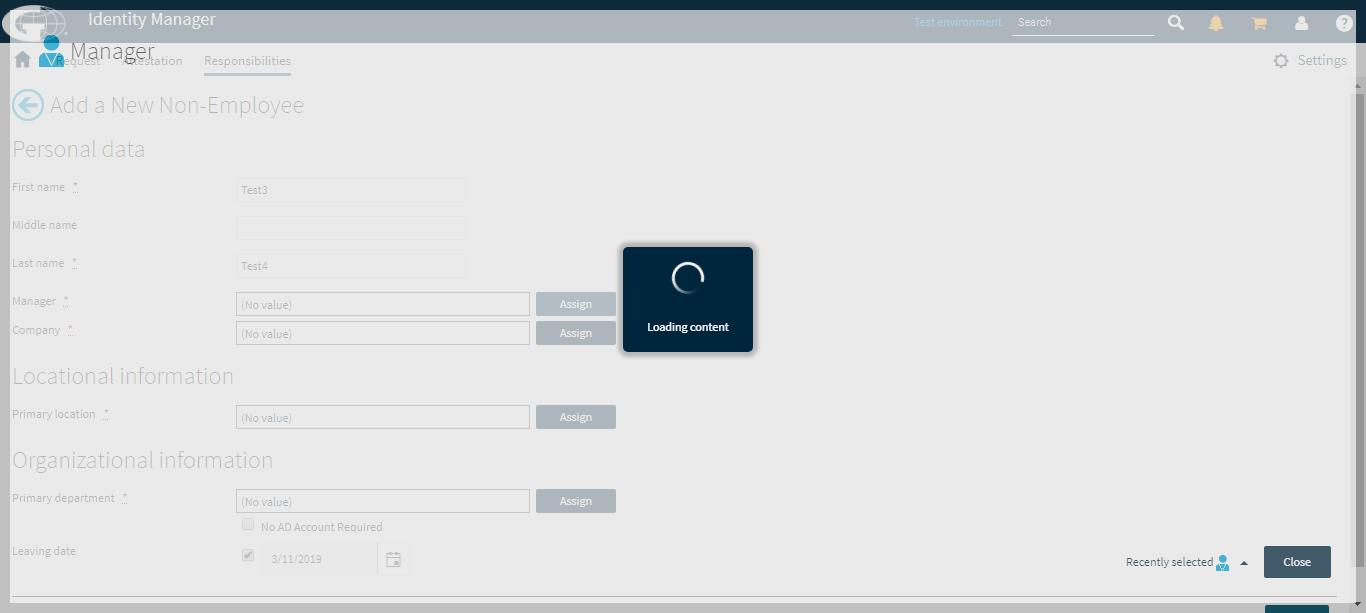 Identity Manager
Test environment
Search
Manager
Request Attestation Responsibilities
Settings
Add a New Non-Employee
Personal data
First name *
Test3
Middle name
Last name *
Test4
Manager *
(No value)
Assign
Company *
(No value)
Assign
Loading content
Locational information
Primary location *
(No value)
Assign
Organizational information
Primary department *
(No value)
Assign
No AD Account Required
Leaving date
3/11/2019
Recently selected
Close